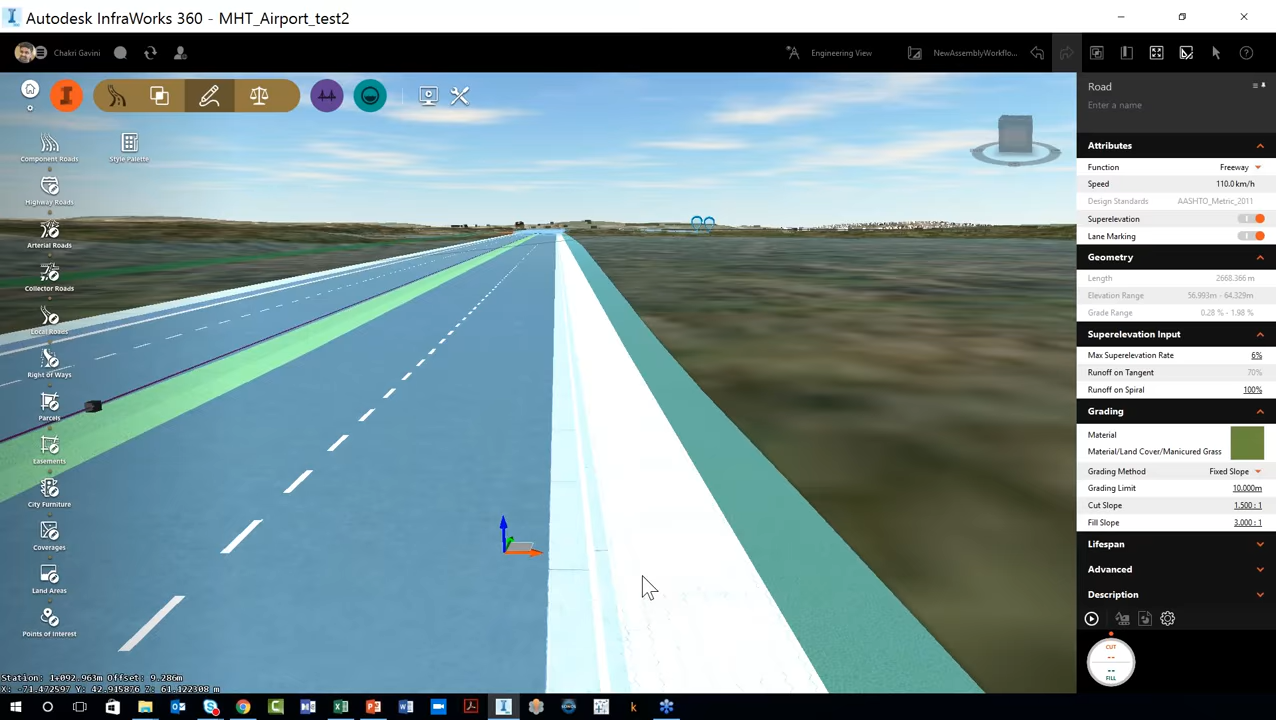 Autodesk InfraWorks 360 - MHT_Airport_test2
Chakri Gavini
Engineering View
NewAssemblyWorkflo...
Component Roads
Style Palette
Highway Roads
Arterial Roads
Collector Roads
Local Roads
Right of Ways
Parcels
Easements
City Furniture
Coverages
Land Areas
Points of Interest
Station: 1+092.963m Offset: 9.286m
X: -71.472597 Y: 42.915876 Z: 61.122308 m
Road
Enter a name
Attributes
Function Freeway
Speed 110.0 km/h
Design Standards AASHTO_Metric_2011
Superelevation
Lane Marking
Geometry
Length 2668.366 m
Elevation Range 56.993m - 64.329m
Grade Range 0.28 % - 1.98 %
Superelevation Input
Max Superelevation Rate 6%
Runoff on Tangent 70%
Runoff on Spiral 100%
Grading
Material
Material/Land Cover/Manicured Grass
Grading Method Fixed Slope
Grading Limit 10.000m
Cut Slope 1.500 : 1
Fill Slope 3.000 : 1
Lifespan
Advanced
Description
CUT
--
--
FILL